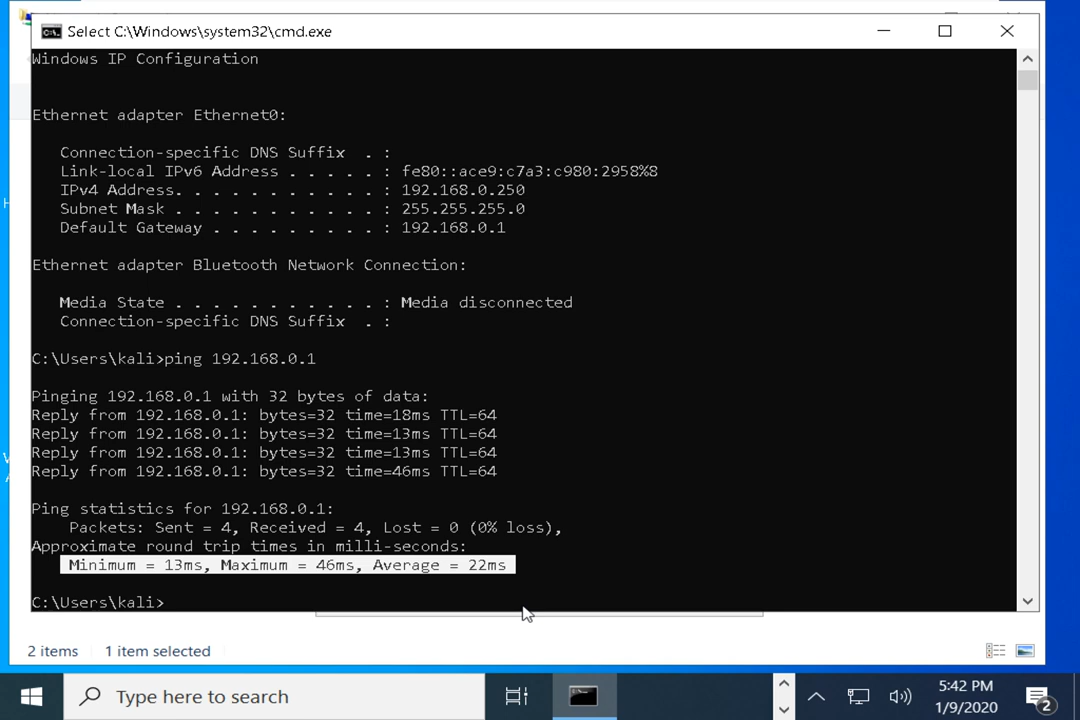 Select C:\Windows\system32\cmd.exe
Windows IP Configuration
Ethernet adapter Ethernet0:
Connection-specific DNS Suffix  . :
Link-local IPv6 Address . . . . . : fe80::ace9:c7a3:c980:2958%8
IPv4 Address. . . . . . . . . . . : 192.168.0.250
Subnet Mask . . . . . . . . . . . : 255.255.255.0
Default Gateway . . . . . . . . . : 192.168.0.1
Ethernet adapter Bluetooth Network Connection:
Media State . . . . . . . . . . . : Media disconnected
Connection-specific DNS Suffix  . :
C:\Users\kali>ping 192.168.0.1
Pinging 192.168.0.1 with 32 bytes of data:
Reply from 192.168.0.1: bytes=32 time=18ms TTL=64
Reply from 192.168.0.1: bytes=32 time=13ms TTL=64
Reply from 192.168.0.1: bytes=32 time=13ms TTL=64
Reply from 192.168.0.1: bytes=32 time=46ms TTL=64
Ping statistics for 192.168.0.1:
Packets: Sent = 4, Received = 4, Lost = 0 (0% loss),
Approximate round trip times in milli-seconds:
Minimum = 13ms, Maximum = 46ms, Average = 22ms
C:\Users\kali>
2 items 1 item selected
Type here to search
5:42 PM
1/9/2020
2